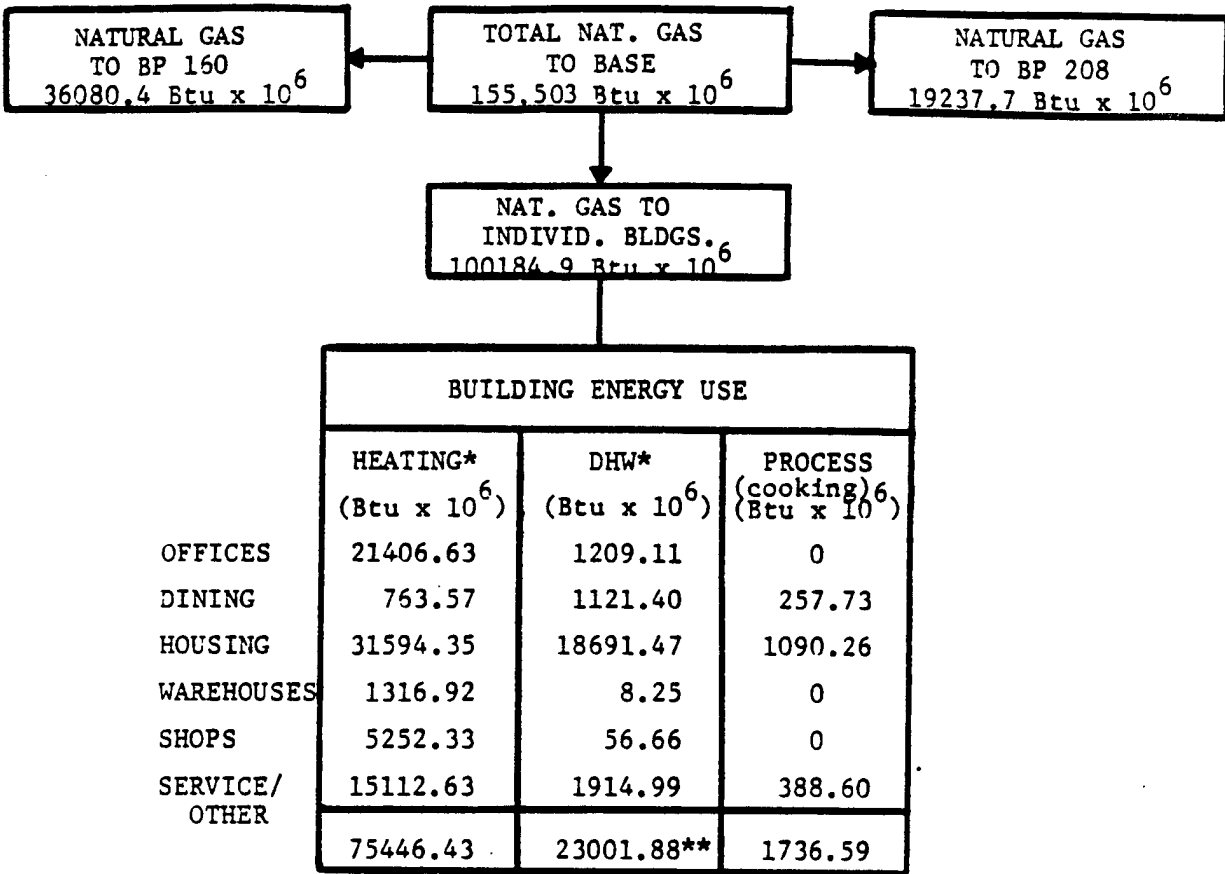 NATURAL GAS
TO BP 160
36080.4 Btu x 10^6
TOTAL NAT. GAS
TO BASE
155,503 Btu x 10^6
NATURAL GAS
TO BP 208
19237.7 Btu x 10^6
NAT. GAS TO
INDIVID. BLDGS.
100184.9 Btu x 10^6
BUILDING ENERGY USE
HEATING* DHW* PROCESS
(cooking)
(Btu x 10^6) (Btu x 10^6) (Btu x 10^6)
OFFICES 21406.63 1209.11 0
DINING 763.57 1121.40 257.73
HOUSING 31594.35 18691.47 1090.26
WAREHOUSES 1316.92 8.25 0
SHOPS 5252.33 56.66 0
SERVICE/ 15112.63 1914.99 388.60
OTHER
75446.43 23001.88** 1736.59